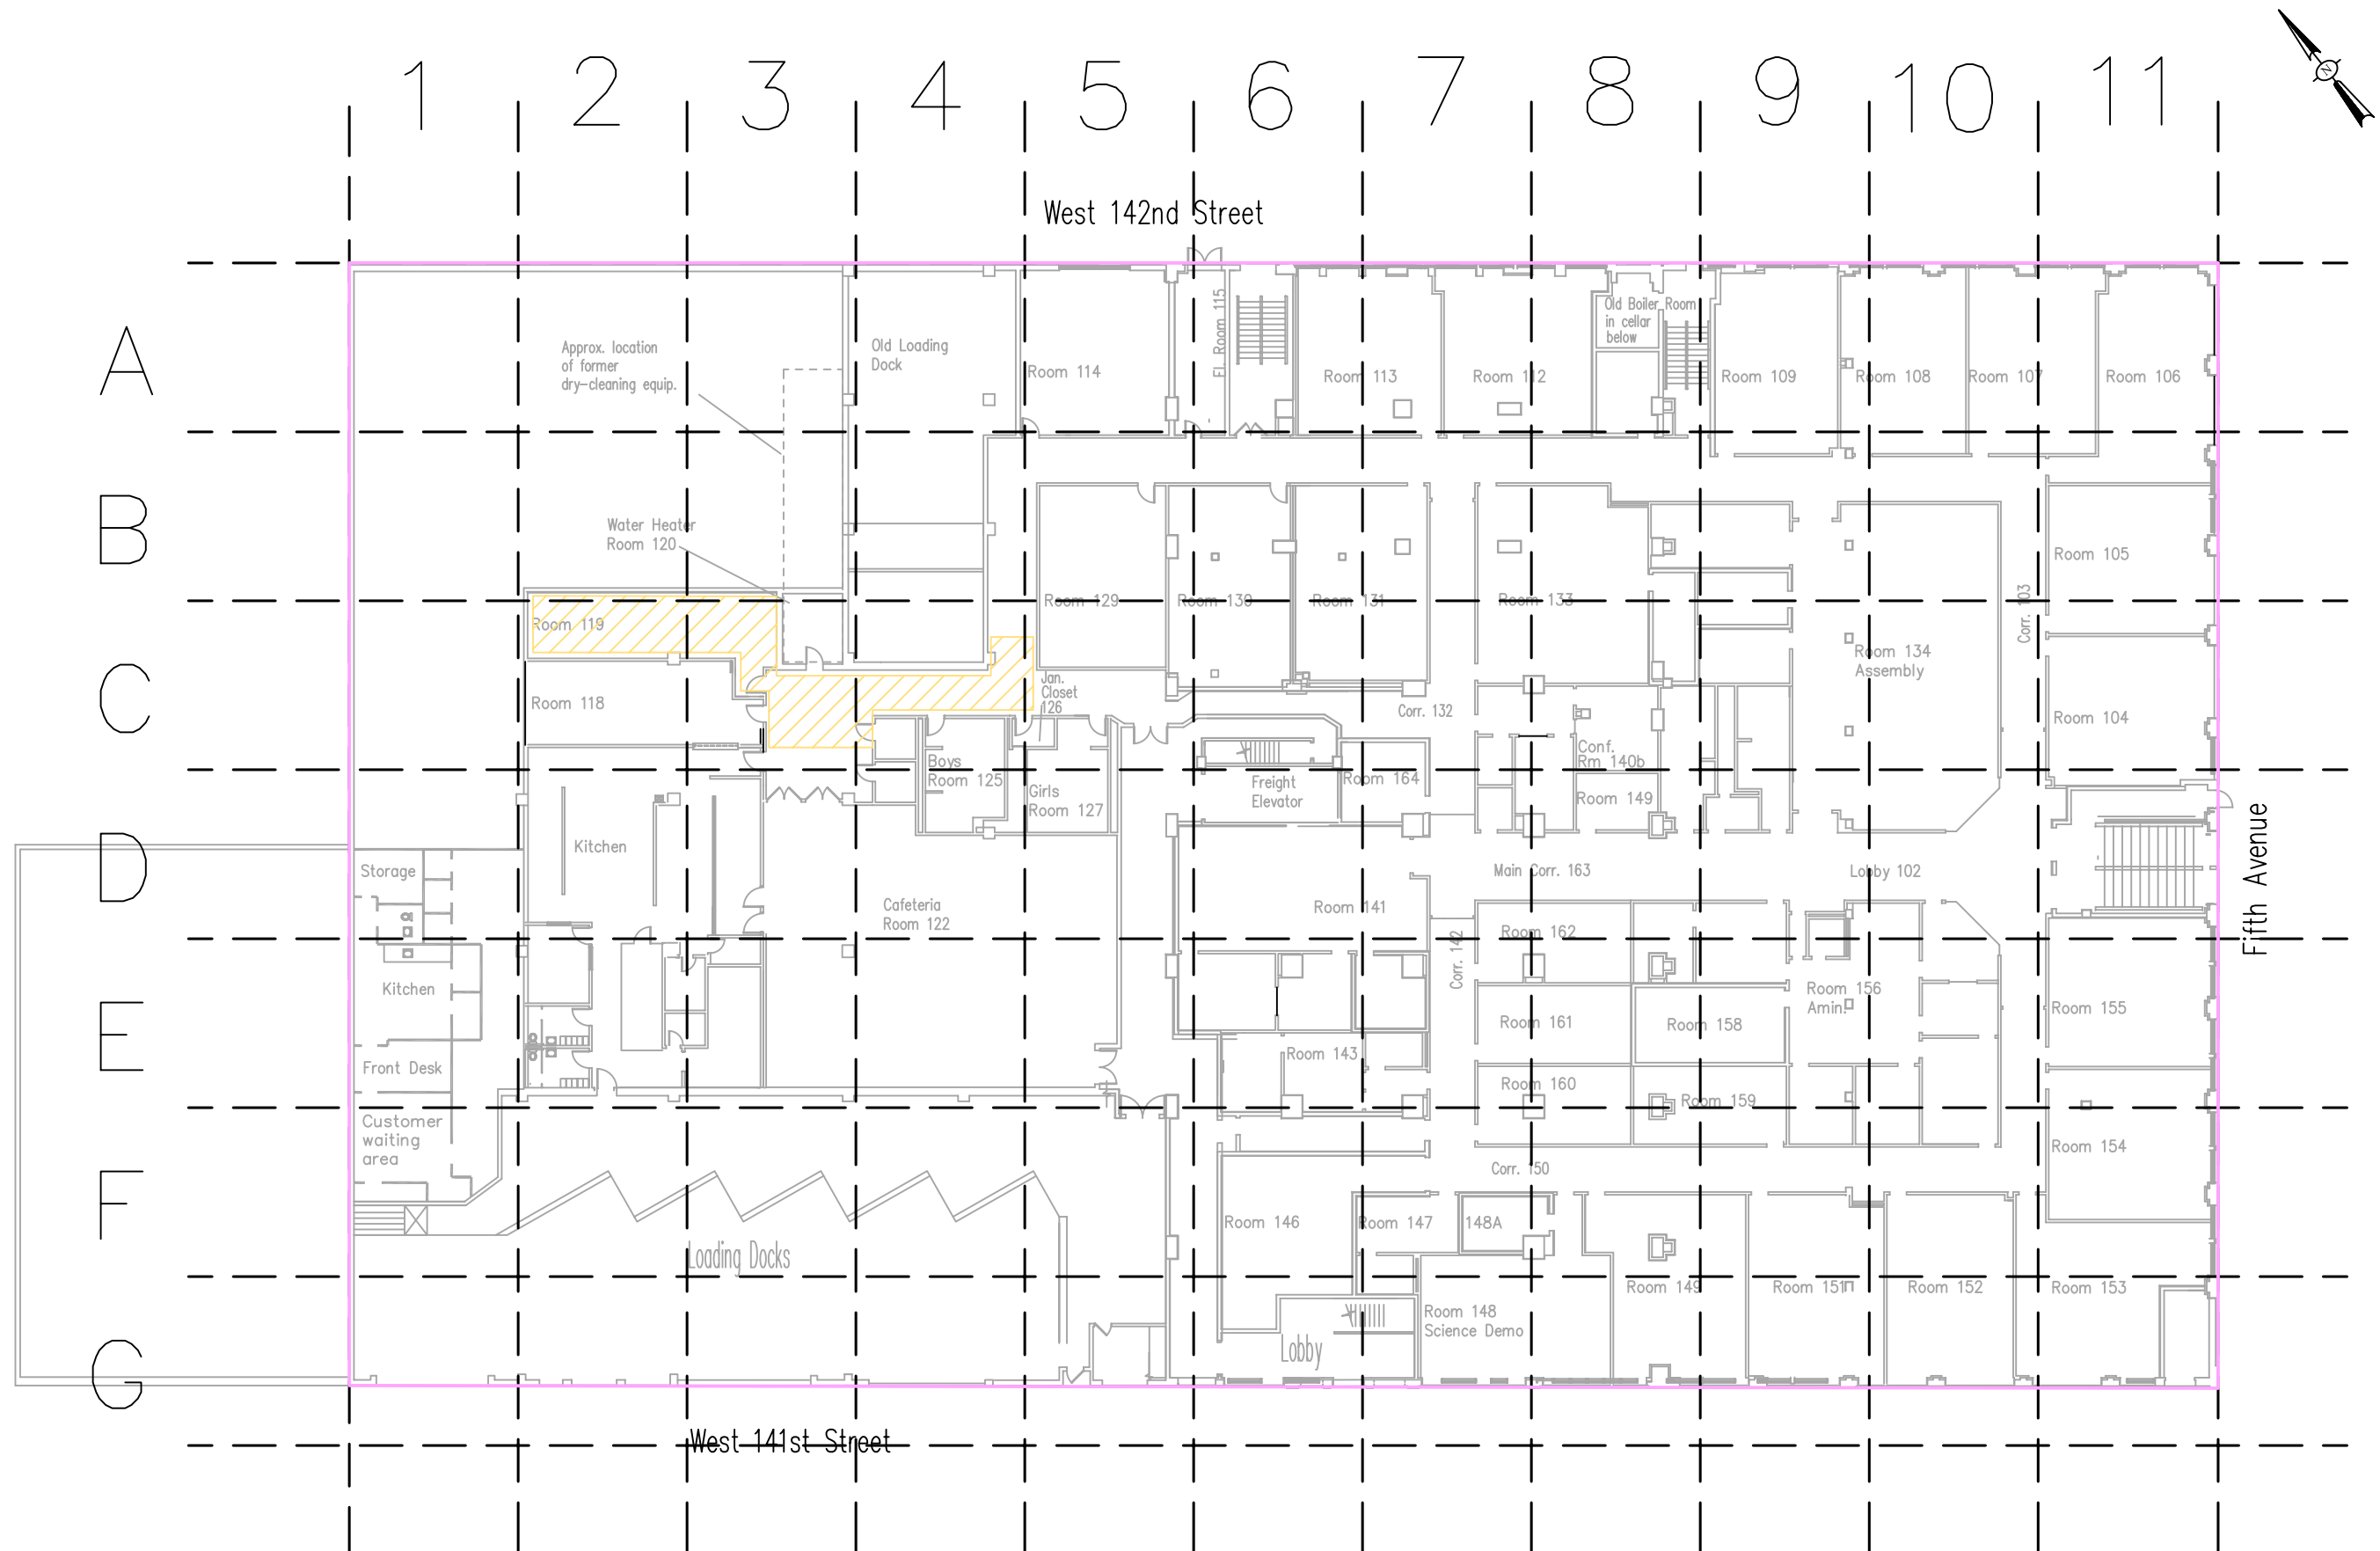 1 2 3 4 5 6 7 8 9 10 11
N
West 142nd Street
A
B
C
D
E
F
G
Approx. location
of former
dry-cleaning equip.
Old Loading
Dock
Room 114
El. Room 115
Room 113
Room 112
Old Boiler Room
in cellar
below
Room 109
Room 108
Room 107
Room 106
Water Heater
Room 120
Room 129
Room 130
Room 131
Room 133
Room 105
Corr. 103
Room 119
Room 118
Jan.
Closet
126
Corr. 132
Room 134
Assembly
Room 104
Boys
Room 125
Girls
Room 127
Freight
Elevator
Room 164
Conf.
Rm 140b
Room 149
Kitchen
Storage
Cafeteria
Room 122
Room 141
Main Corr. 163
Lobby 102
Fifth Avenue
Corr. 142
Room 162
Kitchen
Room 161
Room 158
Room 156
Amin.
Room 155
Front Desk
Room 143
Room 160
Room 159
Customer
waiting
area
Corr. 150
Room 154
Room 146
Room 147
148A
Loading Docks
Room 148
Science Demo
Room 149
Room 151
Room 152
Room 153
Lobby
West 141st Street